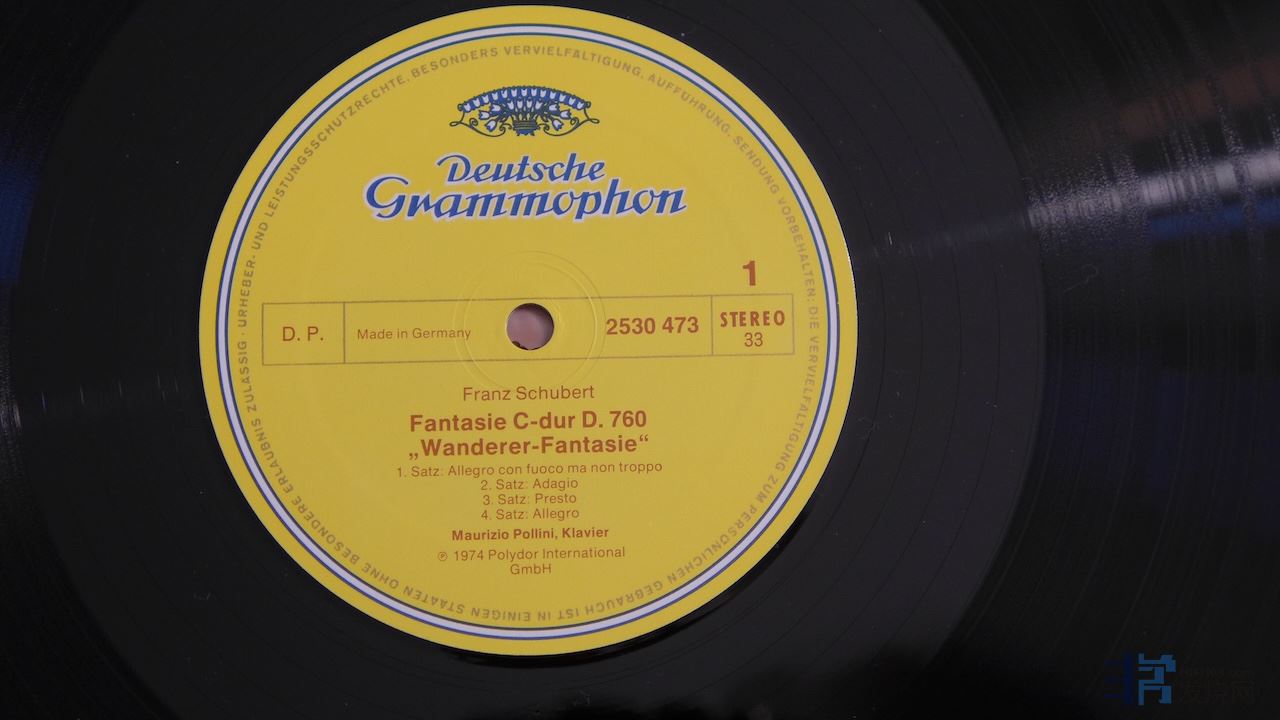 URHEBER- UND LEISTUNGSSCHUTZRECHTE, BESONDERS VERVIELFÄLTIGUNG, AUFFÜHRUNG, SENDUNG VORBEHALTEN; DIE VERVIELFÄLTIGUNG ZUM PERSÖNLICHEN GEBRAUCH IST IN EINIGEN STAATEN OHNE BESONDERE ERLAUBNIS ZULÄSSIG ·
Deutsche
Grammophon
1
D. P.
Made in Germany
2530 473
STEREO
33
Franz Schubert
Fantasie C-dur D. 760
„Wanderer-Fantasie“
1. Satz: Allegro con fuoco ma non troppo
2. Satz: Adagio
3. Satz: Presto
4. Satz: Allegro
Maurizio Pollini, Klavier
℗ 1974 Polydor International
GmbH